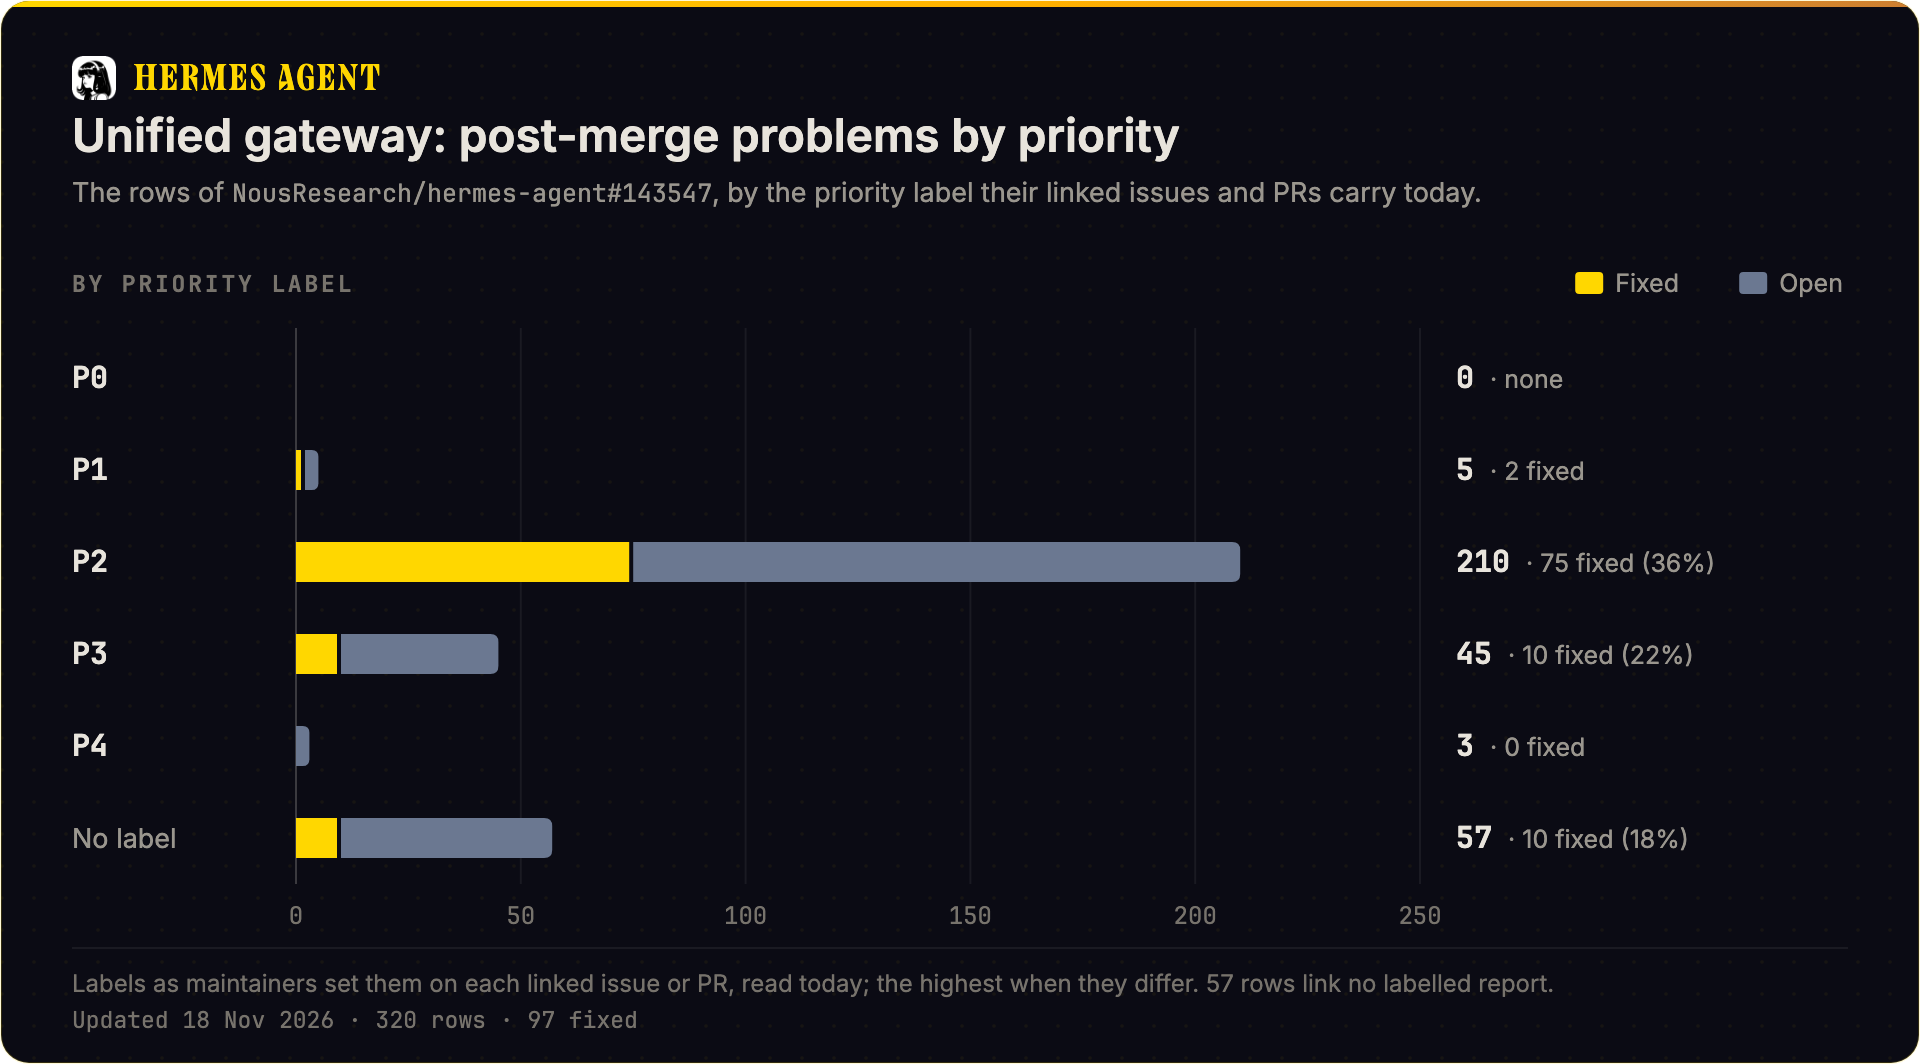 HERMES AGENT
Unified gateway: post-merge problems by priority
The rows of NousResearch/hermes-agent#143547, by the priority label their linked issues and PRs carry today.
BY PRIORITY LABEL
Fixed
Open
P0
0 · none
P1
5 · 2 fixed
P2
210 · 75 fixed (36%)
P3
45 · 10 fixed (22%)
P4
3 · 0 fixed
No label
57 · 10 fixed (18%)
0 50 100 150 200 250
Labels as maintainers set them on each linked issue or PR, read today; the highest when they differ. 57 rows link no labelled report.
Updated 18 Nov 2026 · 320 rows · 97 fixed